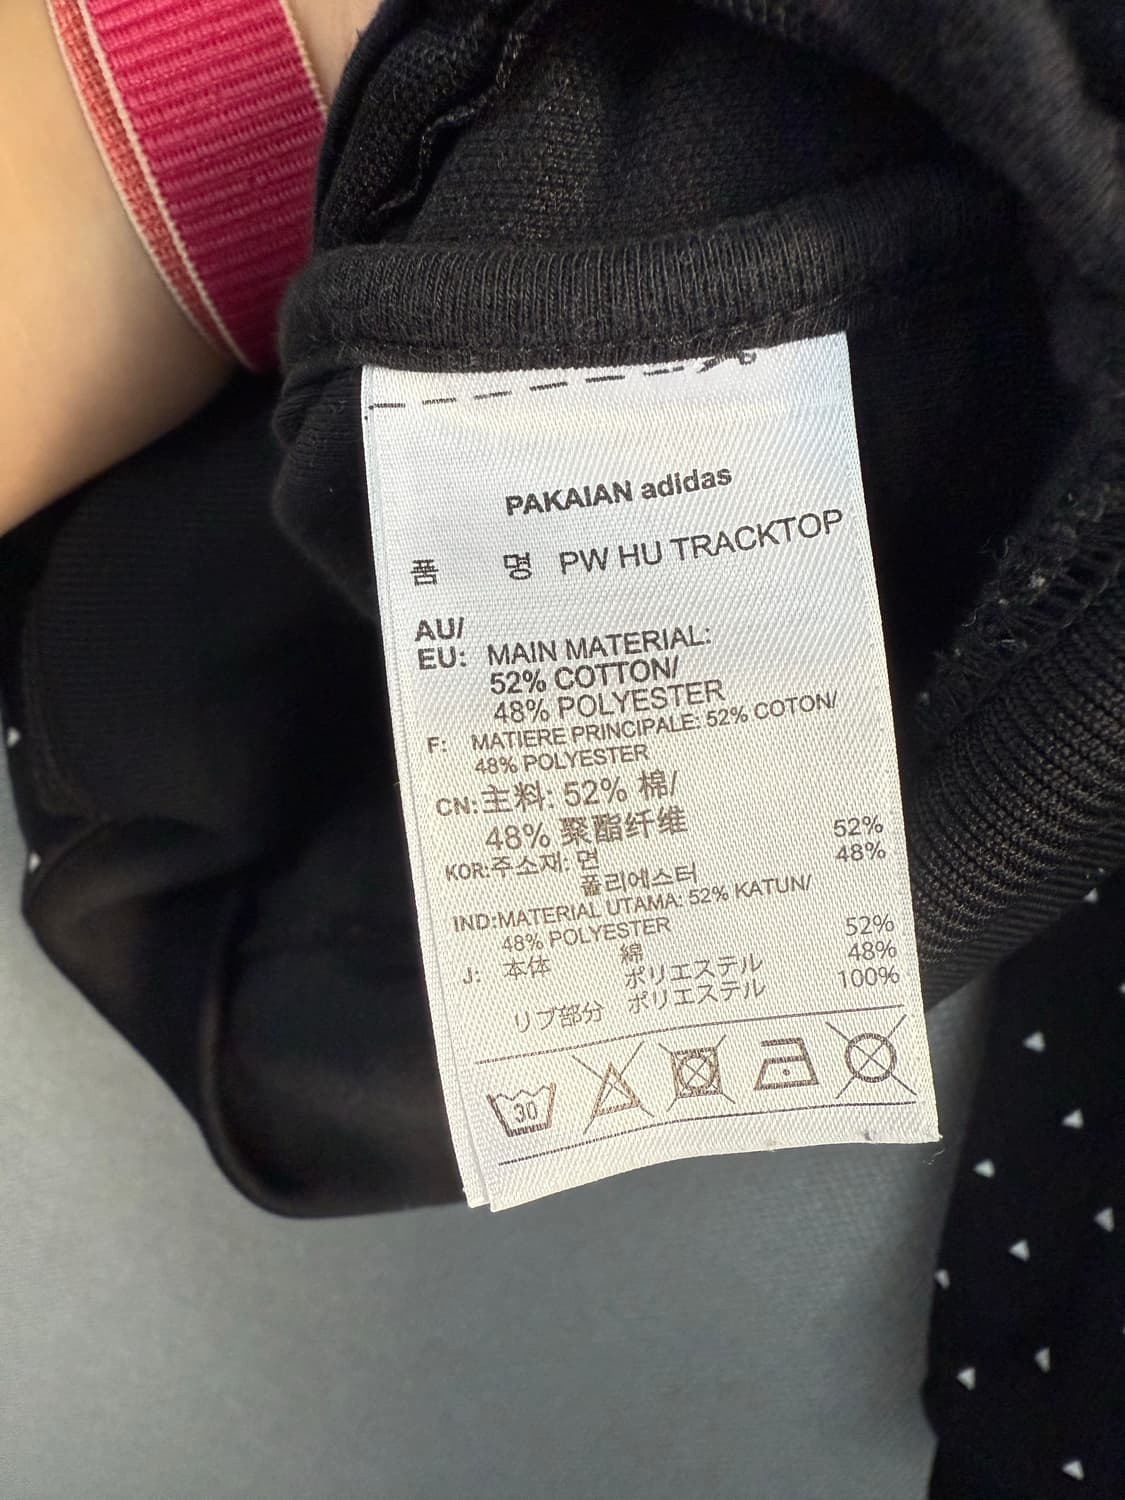 PAKAIAN adidas
품 명 PW HU TRACKTOP
AU/
EU: MAIN MATERIAL:
52% COTTON/
48% POLYESTER
F: MATIERE PRINCIPALE: 52% COTON/
48% POLYESTER
CN:主料: 52% 棉/
48% 聚酯纤维
KOR:주소재: 면 52%
폴리에스터 48%
IND:MATERIAL UTAMA: 52% KATUN/
48% POLYESTER
J: 本体 綿 52%
ポリエステル 48%
リブ部分 ポリエステル 100%
30